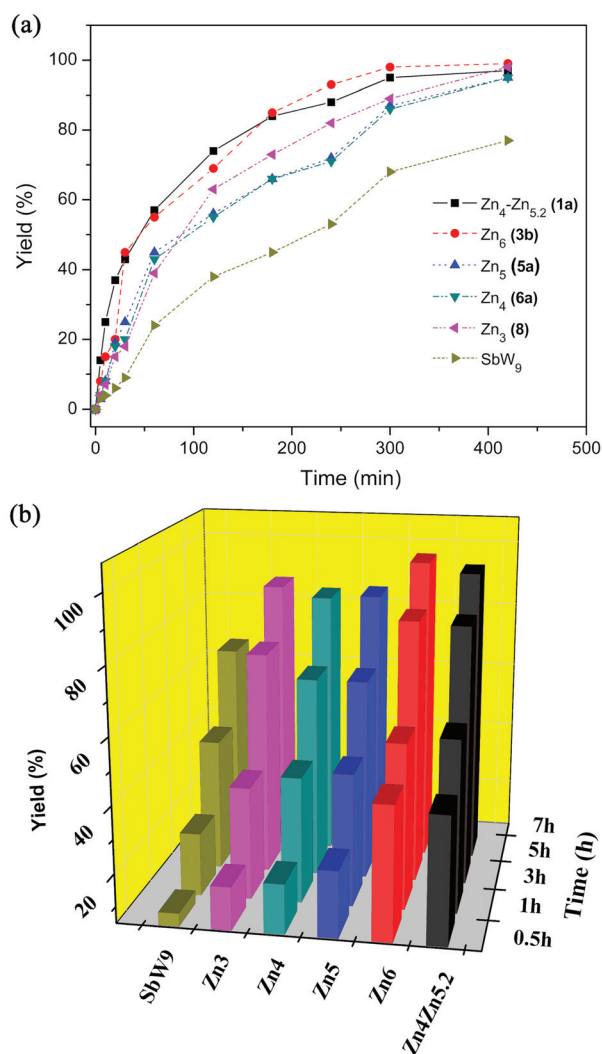 (a)
100
80
60
40
20
0
Yield (%)
Zn₄-Zn₅.₂ (1a)
Zn₆ (3b)
Zn₅ (5a)
Zn₄ (6a)
Zn₃ (8)
SbW₉
0 100 200 300 400 500
Time (min)
(b)
100
80
60
40
20
Yield (%)
7h
5h
3h
1h
0.5h
Time (h)
SbW9
Zn3
Zn4
Zn5
Zn6
Zn4Zn5.2